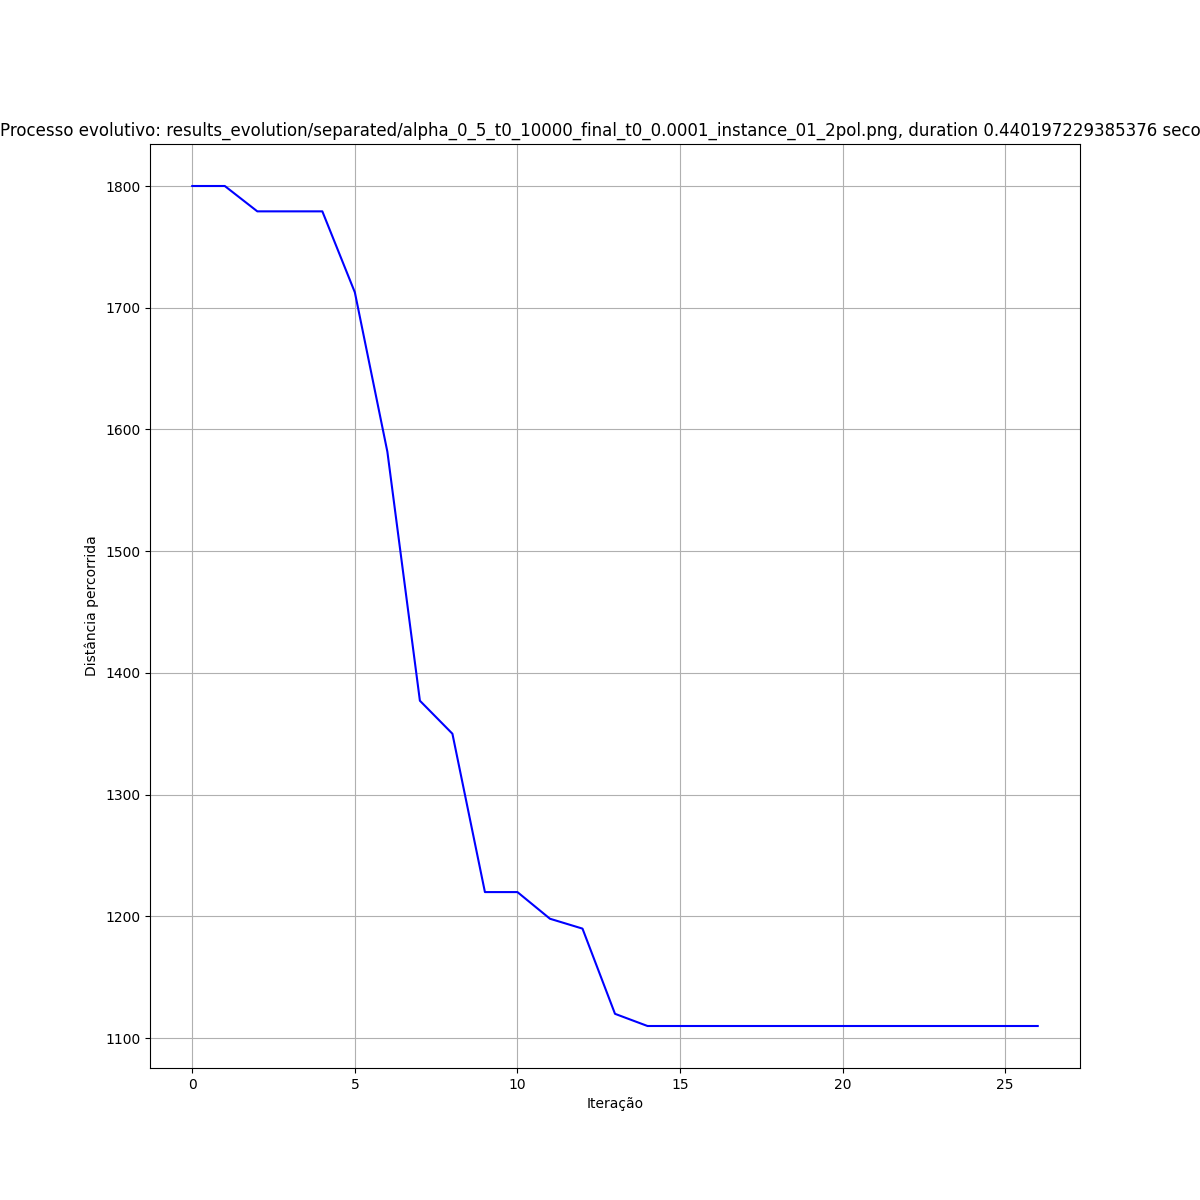 Processo evolutivo: results_evolution/separated/alpha_0_5_t0_10000_final_t0_0.0001_instance_01_2pol.png, duration 0.440197229385376 seco
1800
1700
1600
1500
1400
1300
1200
1100
Distância percorrida
0 5 10 15 20 25
Iteração